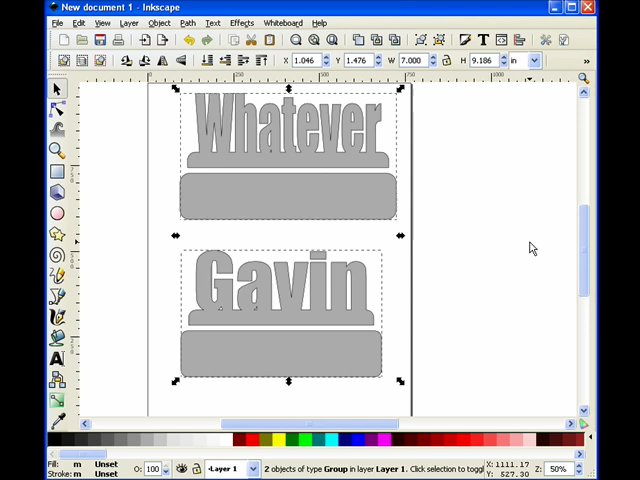 New document 1 - Inkscape
File Edit View Layer Object Path Text Effects Whiteboard Help
X 1.046 Y 1.476 W 7.000 H 9.186 in
Whatever
Gavin
Fill: m Unset
Stroke: m Unset
O: 100
Layer 1
2 objects of type Group in layer Layer 1. Click selection to toggl
X: 1111.17
Y: 527.30
Z: 50%